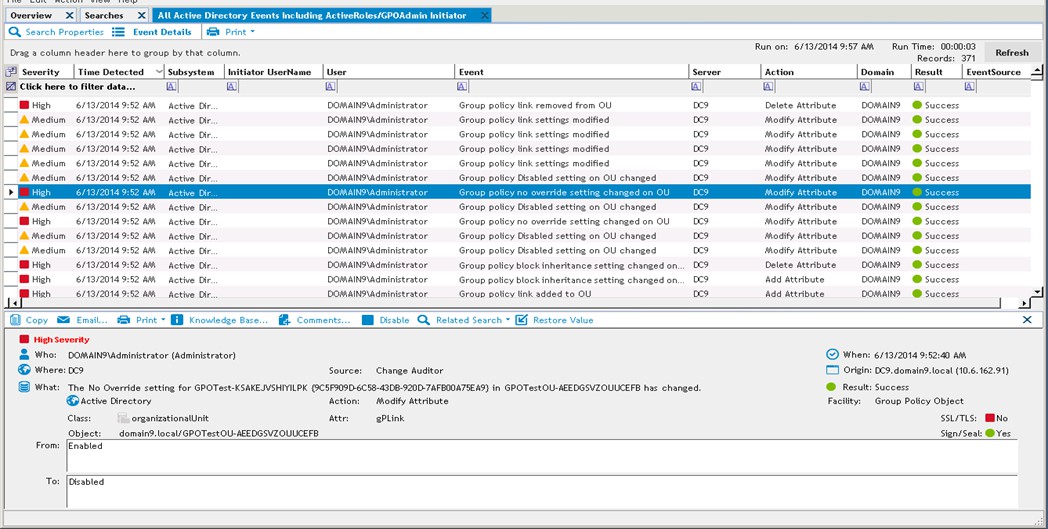 File Edit Action View Help
Overview X Searches X All Active Directory Events Including ActiveRoles/GPOAdmin Initiator X
Search Properties Event Details Print
Drag a column header here to group by that column. Run on: 6/13/2014 9:57 AM Run Time: 00:00:03 Records: 371 Refresh
Severity Time Detected Subsystem Initiator UserName User Event Server Action Domain Result EventSource
Click here to filter data...
High 6/13/2014 9:52 AM Active Dir... DOMAIN9\Administrator Group policy link removed from OU DC9 Delete Attribute DOMAIN9 Success
Medium 6/13/2014 9:52 AM Active Dir... DOMAIN9\Administrator Group policy link settings modified DC9 Modify Attribute DOMAIN9 Success
Medium 6/13/2014 9:52 AM Active Dir... DOMAIN9\Administrator Group policy link settings modified DC9 Modify Attribute DOMAIN9 Success
Medium 6/13/2014 9:52 AM Active Dir... DOMAIN9\Administrator Group policy link settings modified DC9 Modify Attribute DOMAIN9 Success
Medium 6/13/2014 9:52 AM Active Dir... DOMAIN9\Administrator Group policy link settings modified DC9 Modify Attribute DOMAIN9 Success
Medium 6/13/2014 9:52 AM Active Dir... DOMAIN9\Administrator Group policy Disabled setting on OU changed DC9 Modify Attribute DOMAIN9 Success
High 6/13/2014 9:52 AM Active Dir... DOMAIN9\Administrator Group policy no override setting changed on OU DC9 Modify Attribute DOMAIN9 Success
Medium 6/13/2014 9:52 AM Active Dir... DOMAIN9\Administrator Group policy Disabled setting on OU changed DC9 Modify Attribute DOMAIN9 Success
High 6/13/2014 9:52 AM Active Dir... DOMAIN9\Administrator Group policy no override setting changed on OU DC9 Modify Attribute DOMAIN9 Success
Medium 6/13/2014 9:52 AM Active Dir... DOMAIN9\Administrator Group policy Disabled setting on OU changed DC9 Modify Attribute DOMAIN9 Success
Medium 6/13/2014 9:52 AM Active Dir... DOMAIN9\Administrator Group policy Disabled setting on OU changed DC9 Modify Attribute DOMAIN9 Success
High 6/13/2014 9:52 AM Active Dir... DOMAIN9\Administrator Group policy block inheritance setting changed on... DC9 Delete Attribute DOMAIN9 Success
High 6/13/2014 9:52 AM Active Dir... DOMAIN9\Administrator Group policy block inheritance setting changed on... DC9 Add Attribute DOMAIN9 Success
High 6/13/2014 9:52 AM Active Dir... DOMAIN9\Administrator Group policy link added to OU DC9 Add Attribute DOMAIN9 Success
Copy Email... Print Knowledge Base... Comments... Disable Related Search Restore Value
High Severity
Who: DOMAIN9\Administrator (Administrator) When: 6/13/2014 9:52:40 AM
Where: DC9 Source: Change Auditor Origin: DC9.domain9.local (10.6.162.91)
What: The No Override setting for GPOTest-KSAKEJVSHIYILPK {9C5F909D-6C58-43DB-920D-7AFB00A75EA9} in GPOTestOU-AEEDGSVZOUUCEFB has changed. Result: Success
Active Directory Action: Modify Attribute Facility: Group Policy Object
Class: organizationalUnit Attr: gPLink SSL/TLS: No
Object: domain9.local/GPOTestOU-AEEDGSVZOUUCEFB Sign/Seal: Yes
From: Enabled
To: Disabled